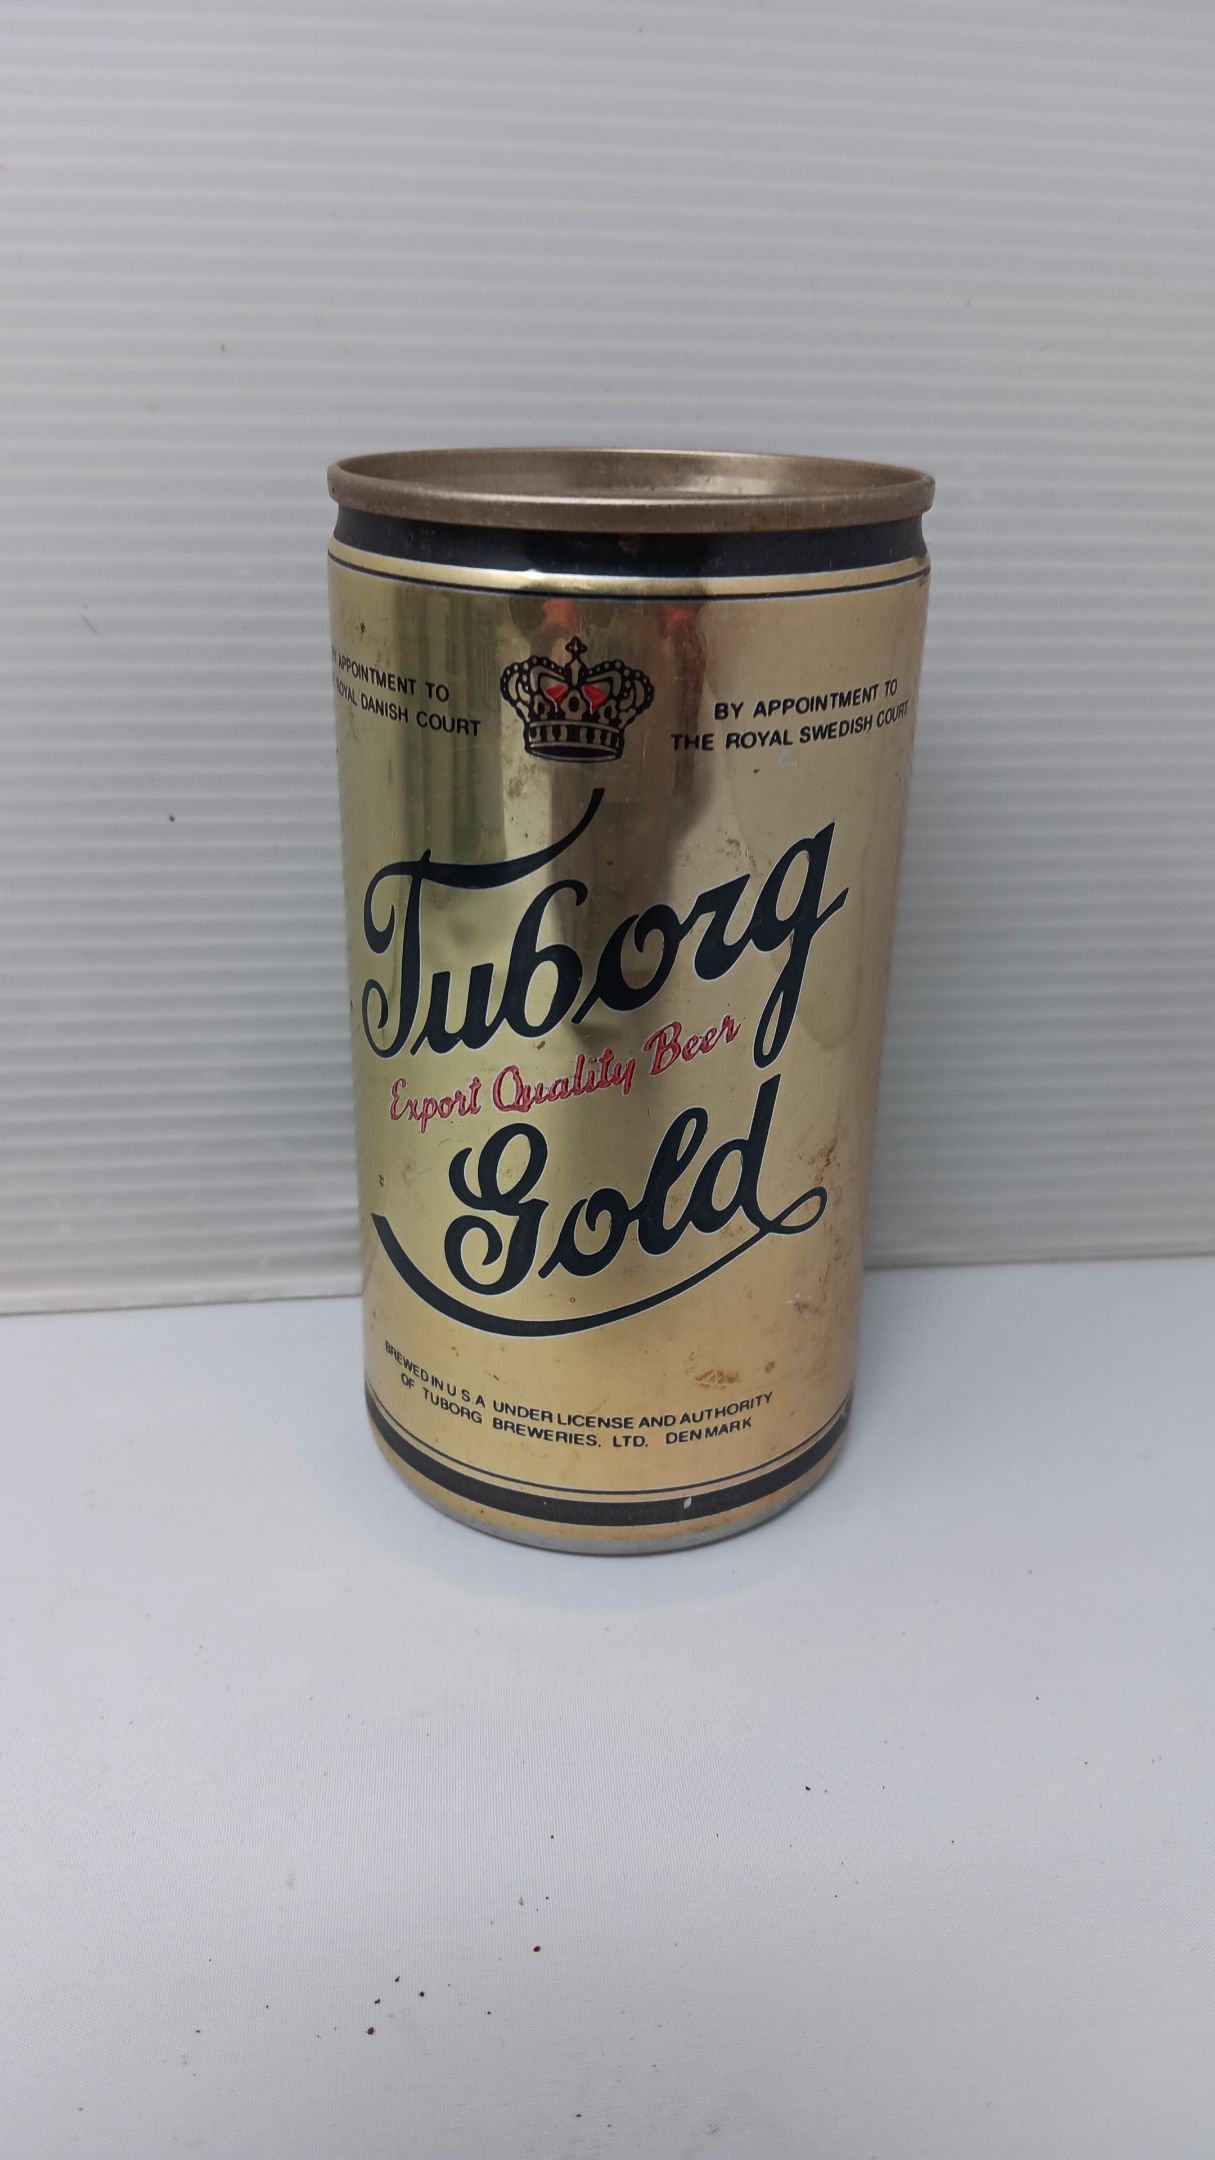 BY APPOINTMENT TO
ROYAL DANISH COURT
BY APPOINTMENT TO
THE ROYAL SWEDISH COURT
Tuborg
Export Quality Beer
Gold
BREWED IN U S A UNDER LICENSE AND AUTHORITY
OF TUBORG BREWERIES, LTD. DENMARK